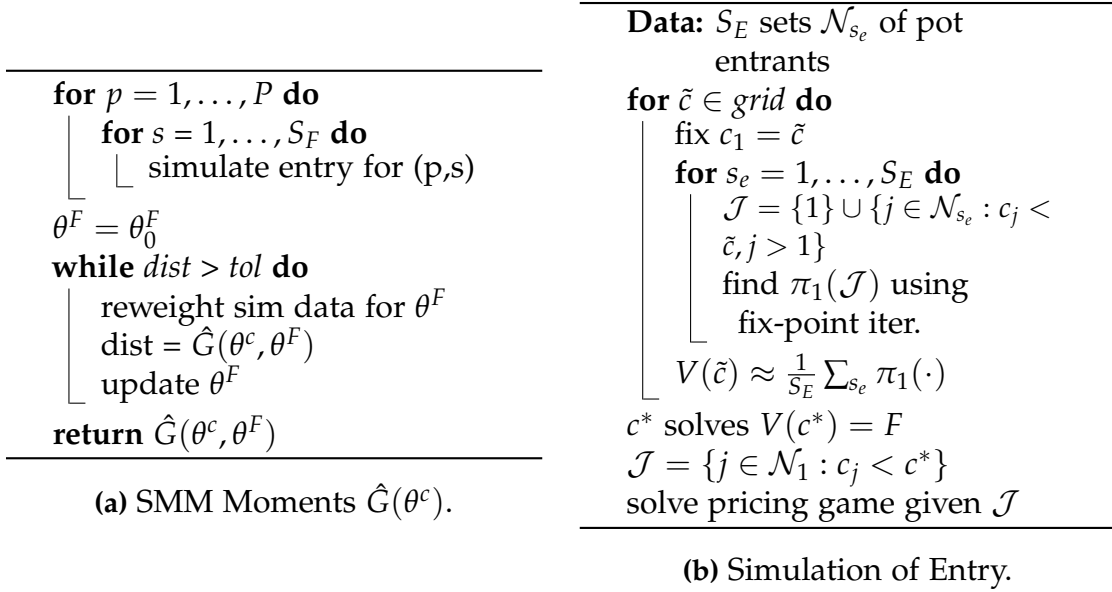 for p = 1, . . . , P do
for s = 1, . . . , S_F do
simulate entry for (p,s)
θ^F = θ_0^F
while dist > tol do
reweight sim data for θ^F
dist = Ĝ(θ^c, θ^F)
update θ^F
return Ĝ(θ^c, θ^F)
(a) SMM Moments Ĝ(θ^c).
Data: S_E sets 𝒩_{s_e} of pot
entrants
for c̃ ∈ grid do
fix c_1 = c̃
for s_e = 1, . . . , S_E do
𝒥 = {1} ∪ {j ∈ 𝒩_{s_e} : c_j <
c̃, j > 1}
find π_1(𝒥) using
fix-point iter.
V(c̃) ≈ \frac{1}{S_E} ∑_{s_e} π_1(·)
c* solves V(c*) = F
𝒥 = {j ∈ 𝒩_1 : c_j < c*}
solve pricing game given 𝒥
(b) Simulation of Entry.